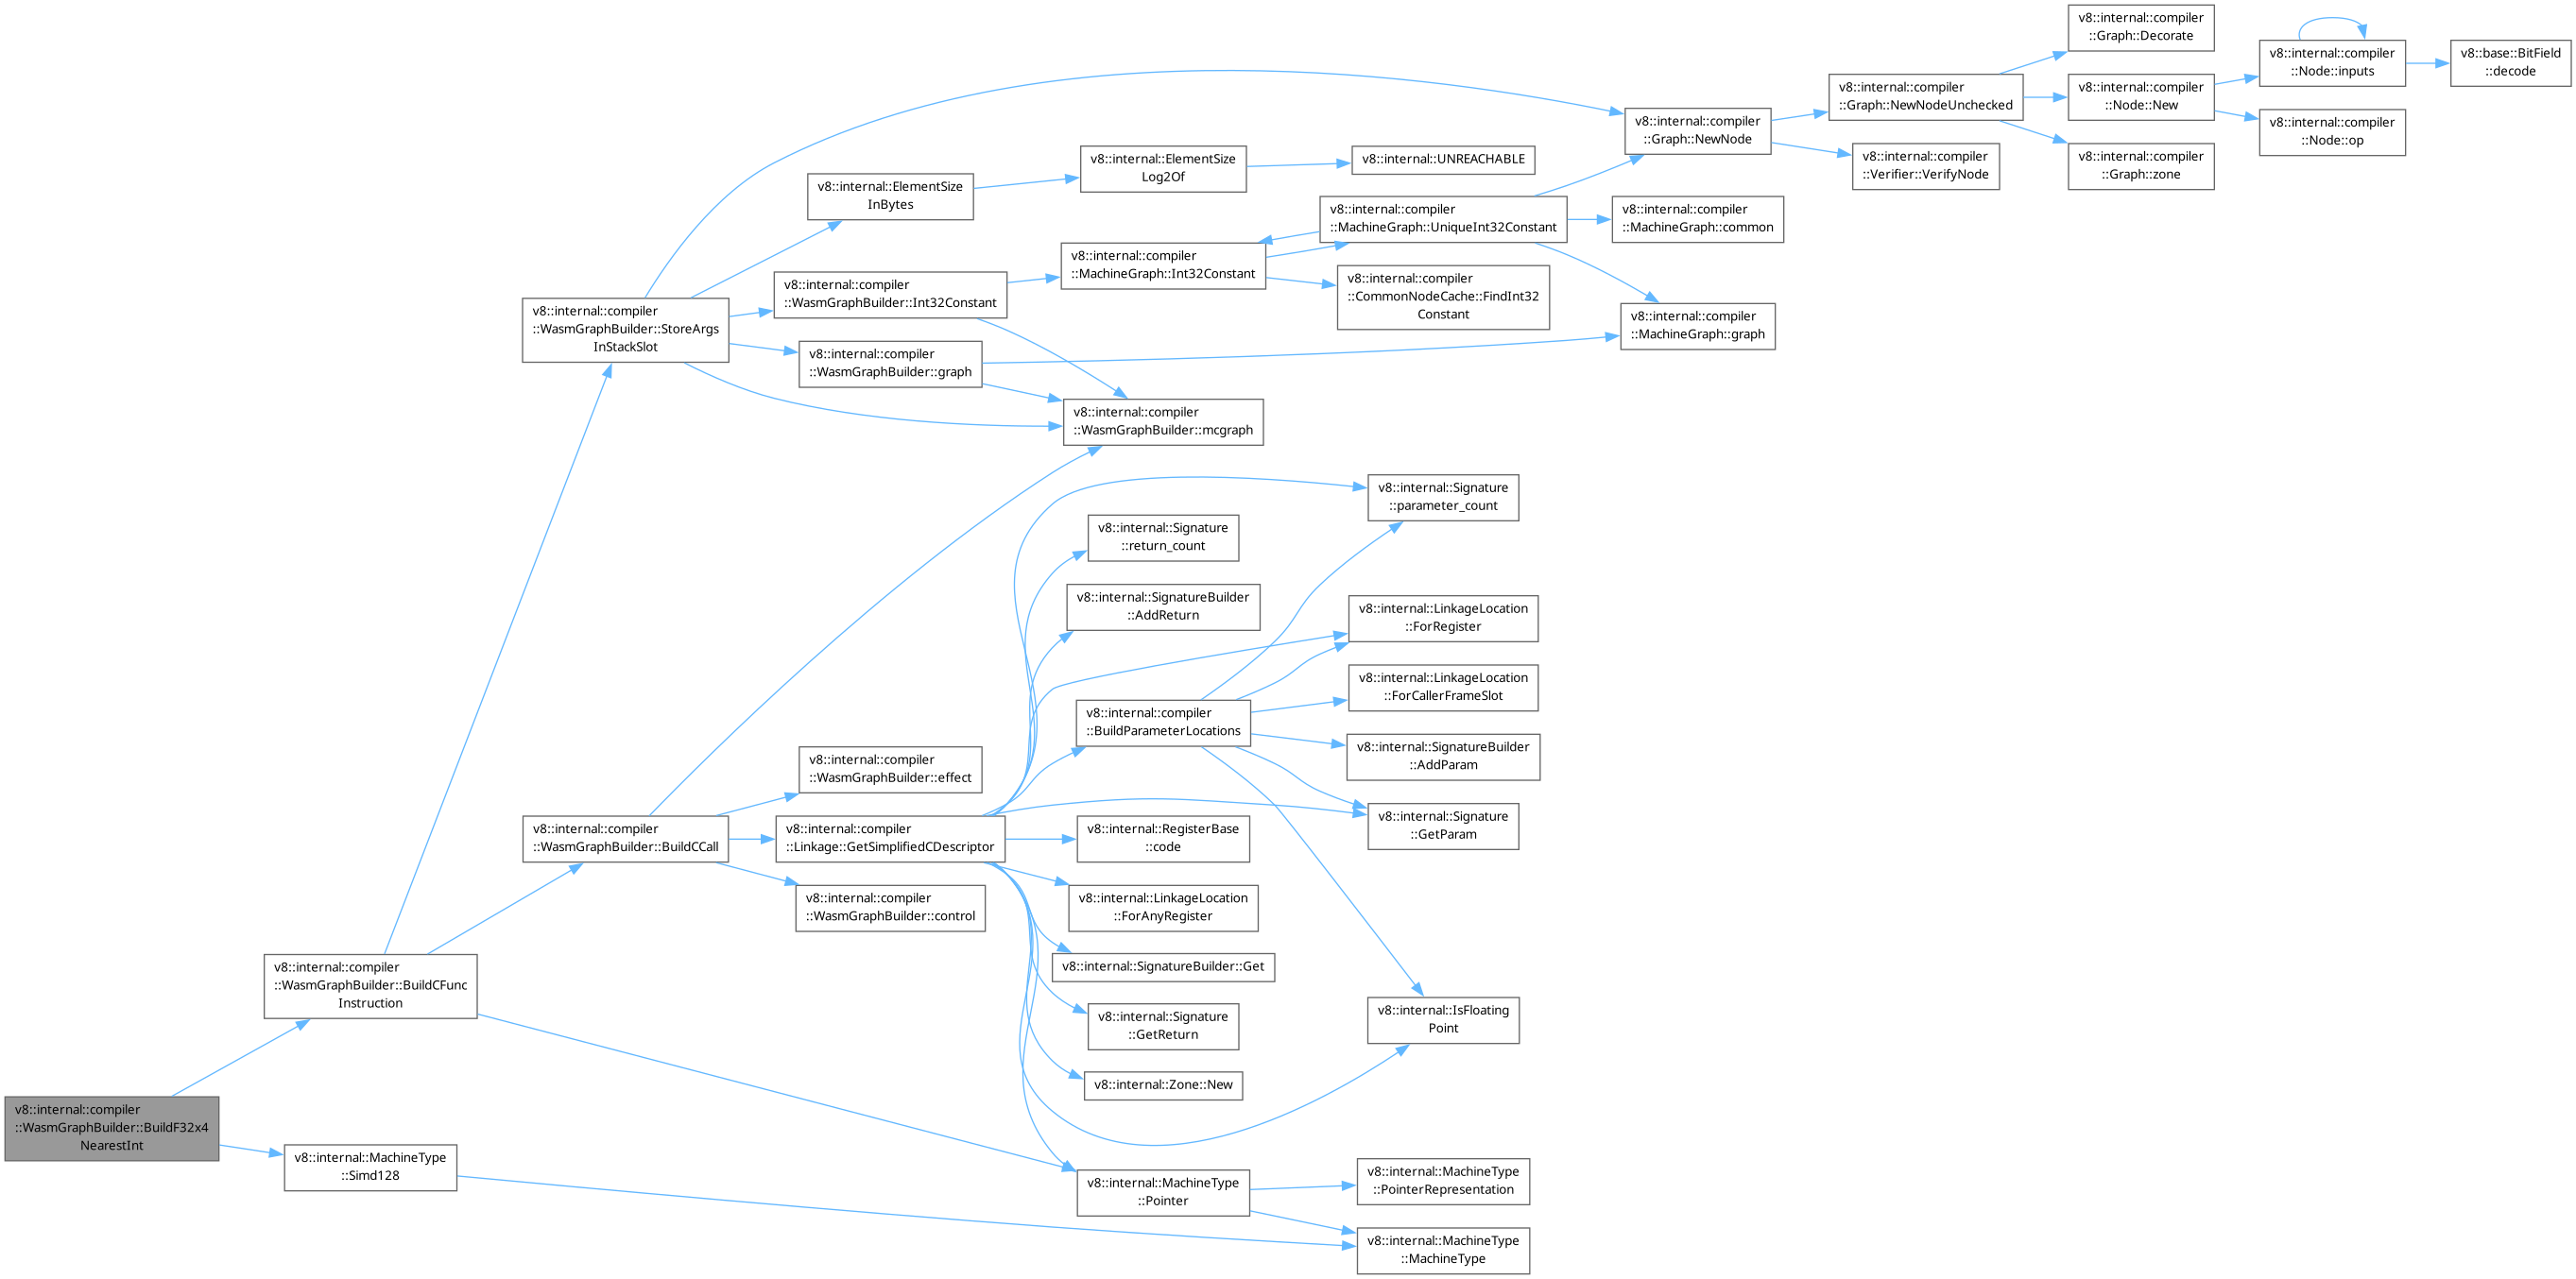 v8::internal::compiler
::Graph::Decorate
v8::internal::compiler
::Node::inputs
v8::base::BitField
::decode
v8::internal::compiler
::Graph::NewNodeUnchecked
v8::internal::compiler
::Node::New
v8::internal::compiler
::Graph::NewNode
v8::internal::compiler
::Node::op
v8::internal::ElementSize
Log2Of
v8::internal::UNREACHABLE
v8::internal::compiler
::Verifier::VerifyNode
v8::internal::compiler
::Graph::zone
v8::internal::ElementSize
InBytes
v8::internal::compiler
::MachineGraph::UniqueInt32Constant
v8::internal::compiler
::MachineGraph::common
v8::internal::compiler
::MachineGraph::Int32Constant
v8::internal::compiler
::WasmGraphBuilder::Int32Constant
v8::internal::compiler
::CommonNodeCache::FindInt32
Constant
v8::internal::compiler
::WasmGraphBuilder::StoreArgs
InStackSlot
v8::internal::compiler
::MachineGraph::graph
v8::internal::compiler
::WasmGraphBuilder::graph
v8::internal::compiler
::WasmGraphBuilder::mcgraph
v8::internal::Signature
::parameter_count
v8::internal::Signature
::return_count
v8::internal::SignatureBuilder
::AddReturn
v8::internal::LinkageLocation
::ForRegister
v8::internal::LinkageLocation
::ForCallerFrameSlot
v8::internal::compiler
::BuildParameterLocations
v8::internal::SignatureBuilder
::AddParam
v8::internal::compiler
::WasmGraphBuilder::effect
v8::internal::compiler
::WasmGraphBuilder::BuildCCall
v8::internal::compiler
::Linkage::GetSimplifiedCDescriptor
v8::internal::RegisterBase
::code
v8::internal::Signature
::GetParam
v8::internal::compiler
::WasmGraphBuilder::control
v8::internal::LinkageLocation
::ForAnyRegister
v8::internal::compiler
::WasmGraphBuilder::BuildCFunc
Instruction
v8::internal::SignatureBuilder::Get
v8::internal::Signature
::GetReturn
v8::internal::IsFloating
Point
v8::internal::Zone::New
v8::internal::compiler
::WasmGraphBuilder::BuildF32x4
NearestInt
v8::internal::MachineType
::Simd128
v8::internal::MachineType
::Pointer
v8::internal::MachineType
::PointerRepresentation
v8::internal::MachineType
::MachineType